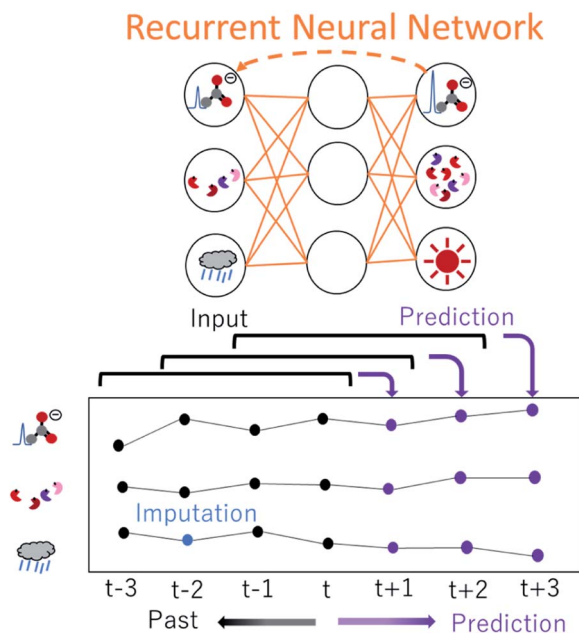 Recurrent Neural Network
Input
Prediction
Imputation
t-3 t-2 t-1 t t+1 t+2 t+3
Past Prediction